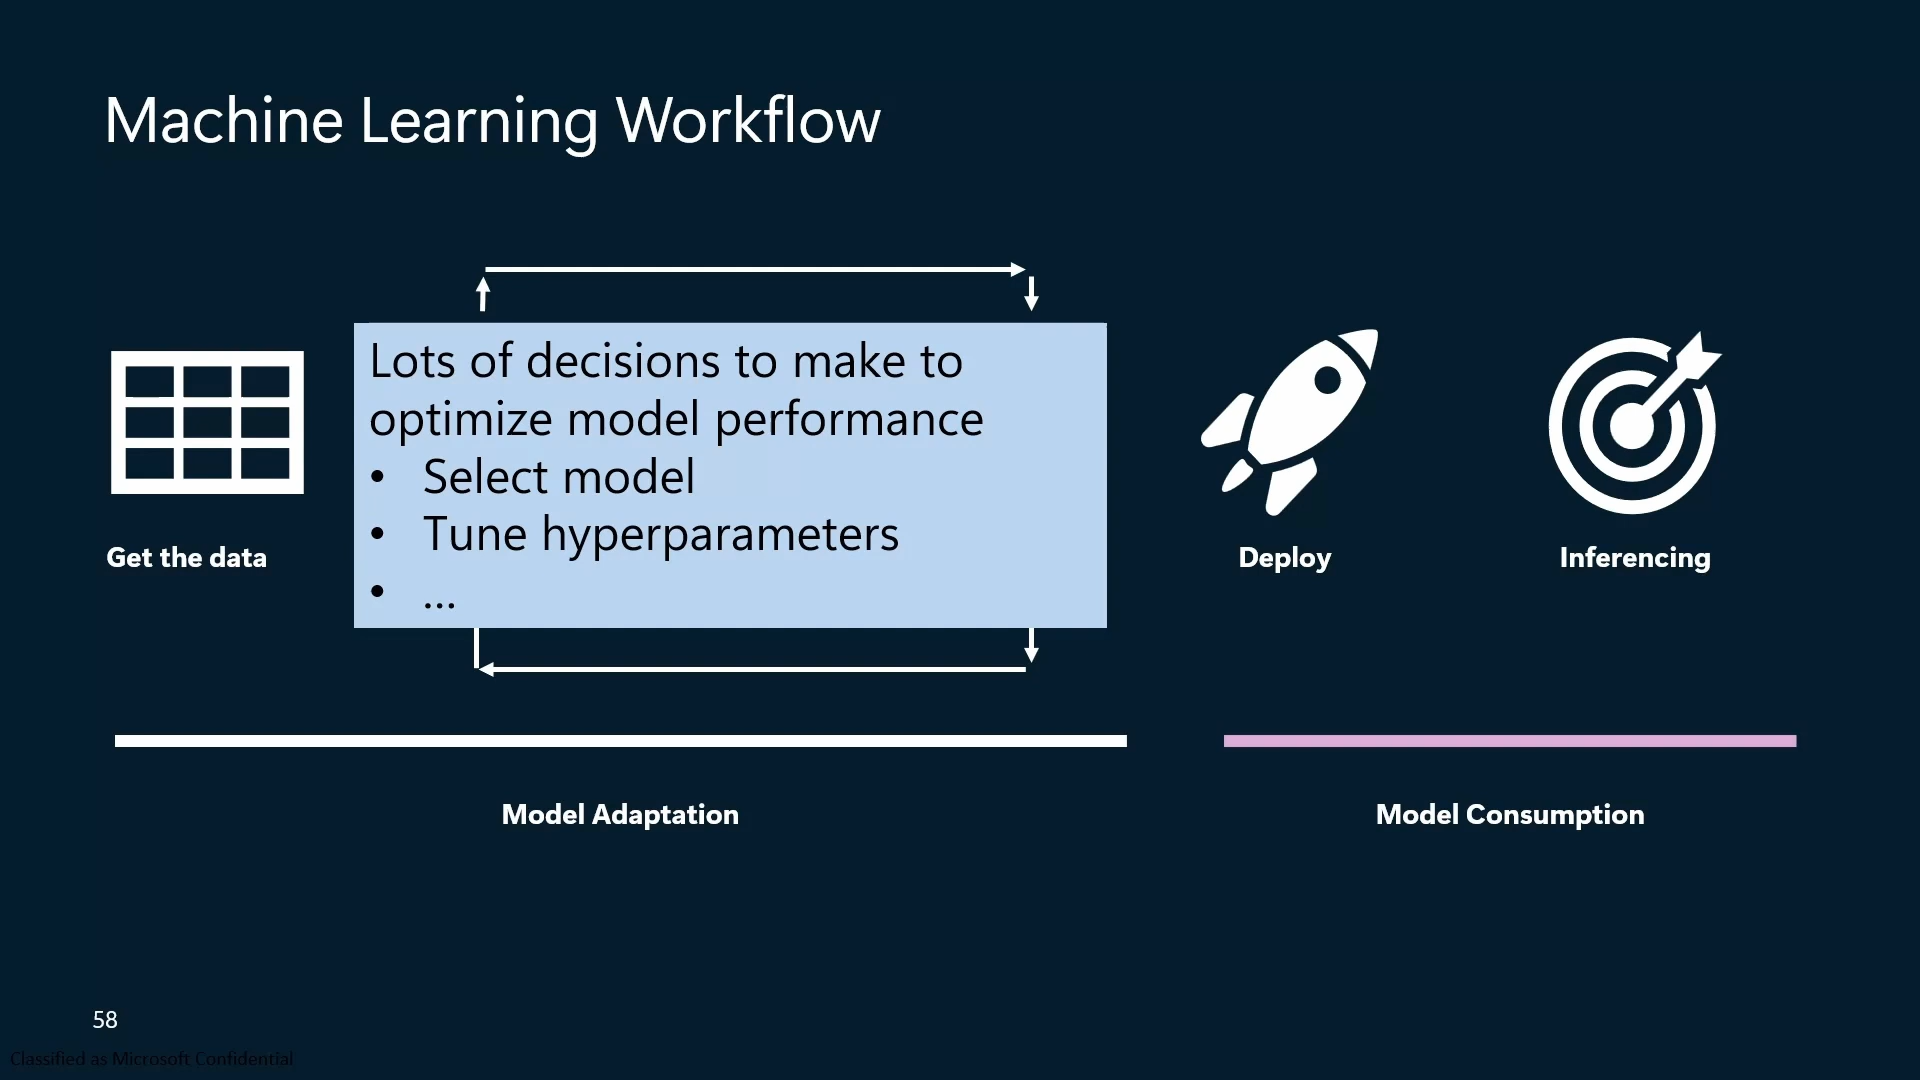 Machine Learning Workflow
Lots of decisions to make to
optimize model performance
• Select model
• Tune hyperparameters
• ...
Get the data
Deploy
Inferencing
Model Adaptation
Model Consumption
58
Classified as Microsoft Confidential